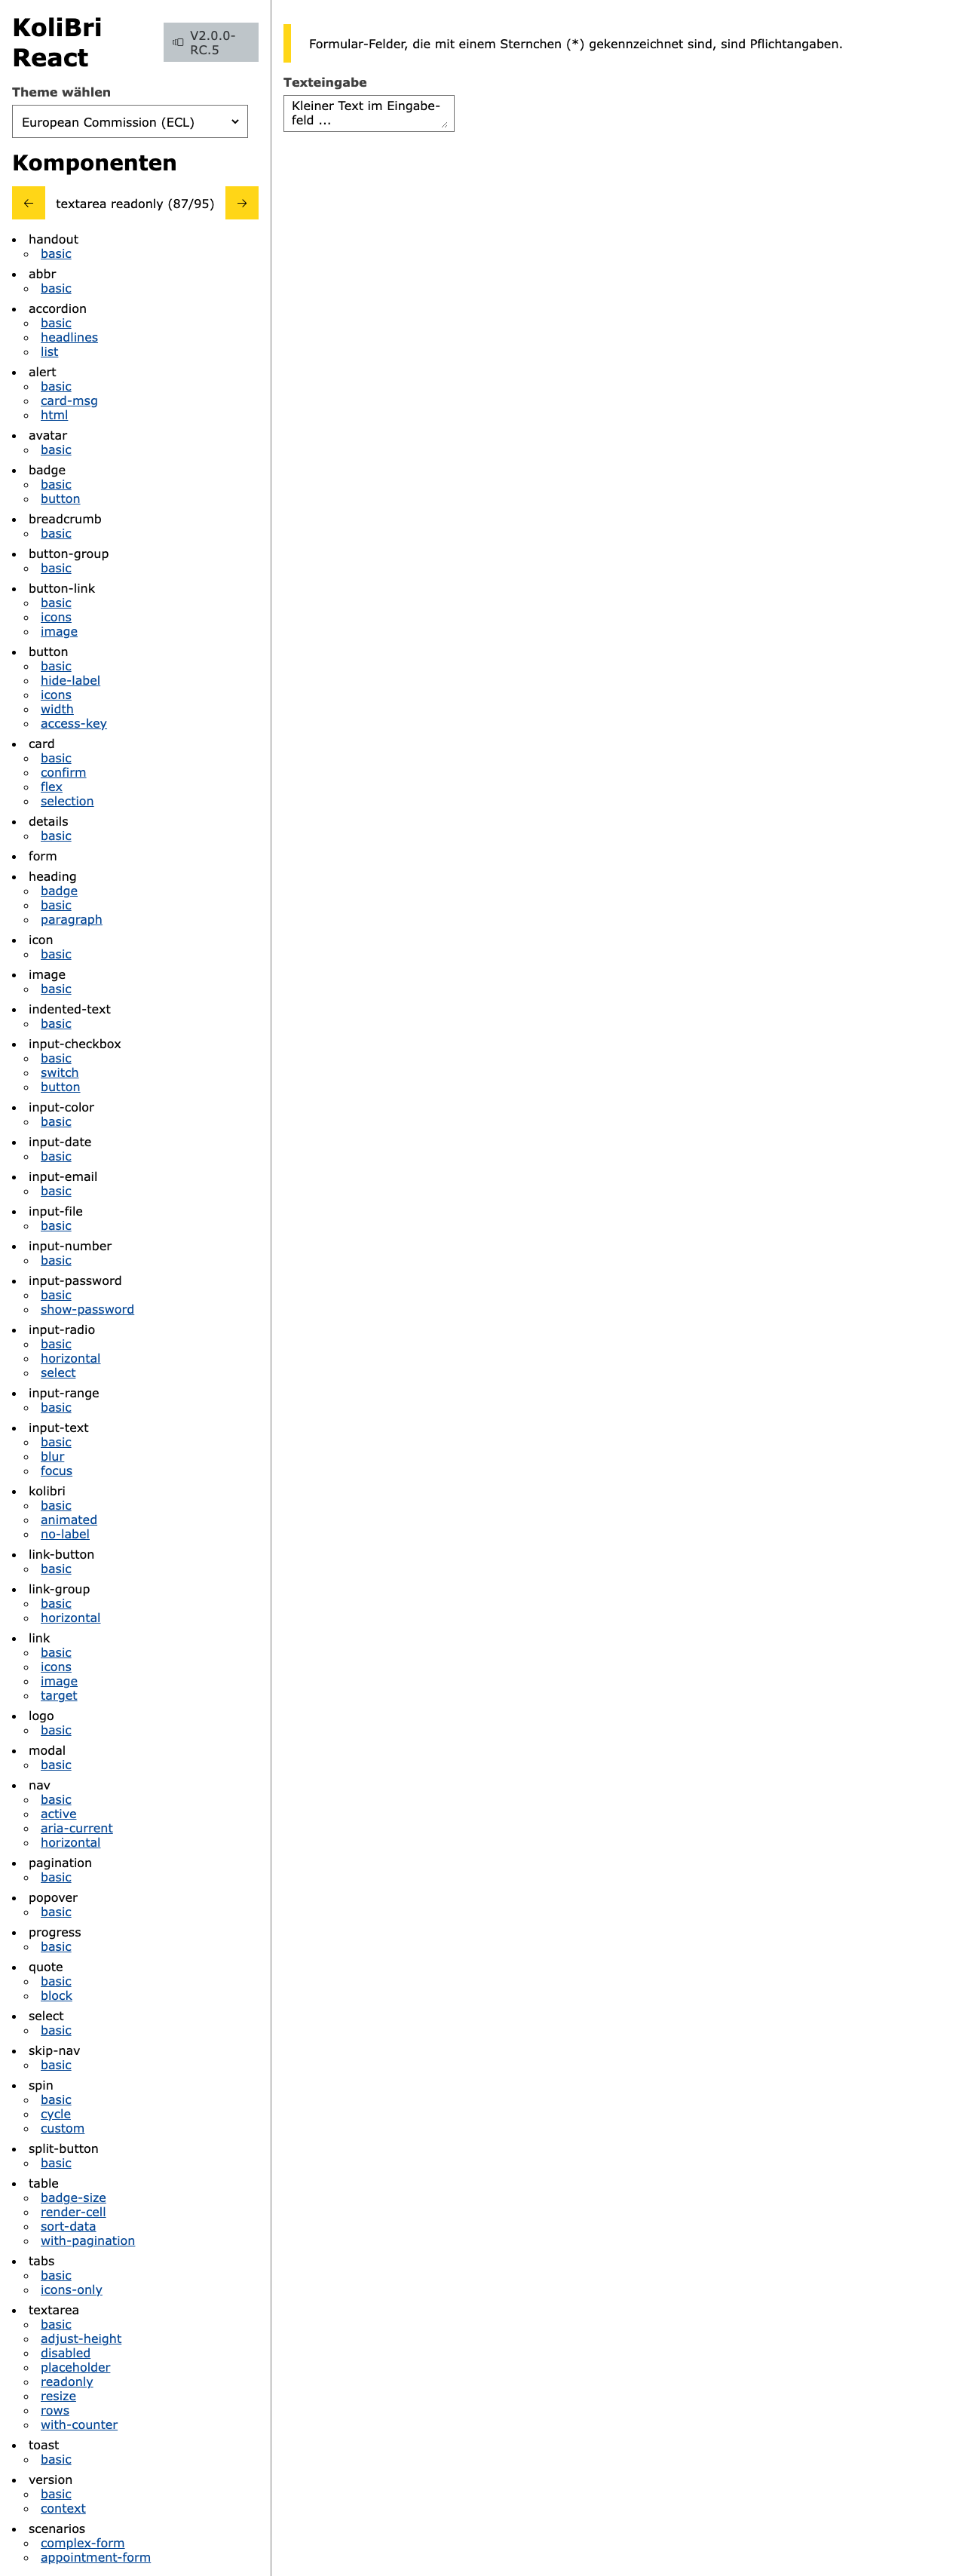 KoliBri
React
V2.0.0-
RC.5
Theme wählen
European Commission (ECL)
Komponenten
textarea readonly (87/95)
handout
basic
abbr
basic
accordion
basic
headlines
list
alert
basic
card-msg
html
avatar
basic
badge
basic
button
breadcrumb
basic
button-group
basic
button-link
basic
icons
image
button
basic
hide-label
icons
width
access-key
card
basic
confirm
flex
selection
details
basic
form
heading
badge
basic
paragraph
icon
basic
image
basic
indented-text
basic
input-checkbox
basic
switch
button
input-color
basic
input-date
basic
input-email
basic
input-file
basic
input-number
basic
input-password
basic
show-password
input-radio
basic
horizontal
select
input-range
basic
input-text
basic
blur
focus
kolibri
basic
animated
no-label
link-button
basic
link-group
basic
horizontal
link
basic
icons
image
target
logo
basic
modal
basic
nav
basic
active
aria-current
horizontal
pagination
basic
popover
basic
progress
basic
quote
basic
block
select
basic
skip-nav
basic
spin
basic
cycle
custom
split-button
basic
table
badge-size
render-cell
sort-data
with-pagination
tabs
basic
icons-only
textarea
basic
adjust-height
disabled
placeholder
readonly
resize
rows
with-counter
toast
basic
version
basic
context
scenarios
complex-form
appointment-form
Formular-Felder, die mit einem Sternchen (*) gekennzeichnet sind, sind Pflichtangaben.
Texteingabe
Kleiner Text im Eingabe-
feld ...